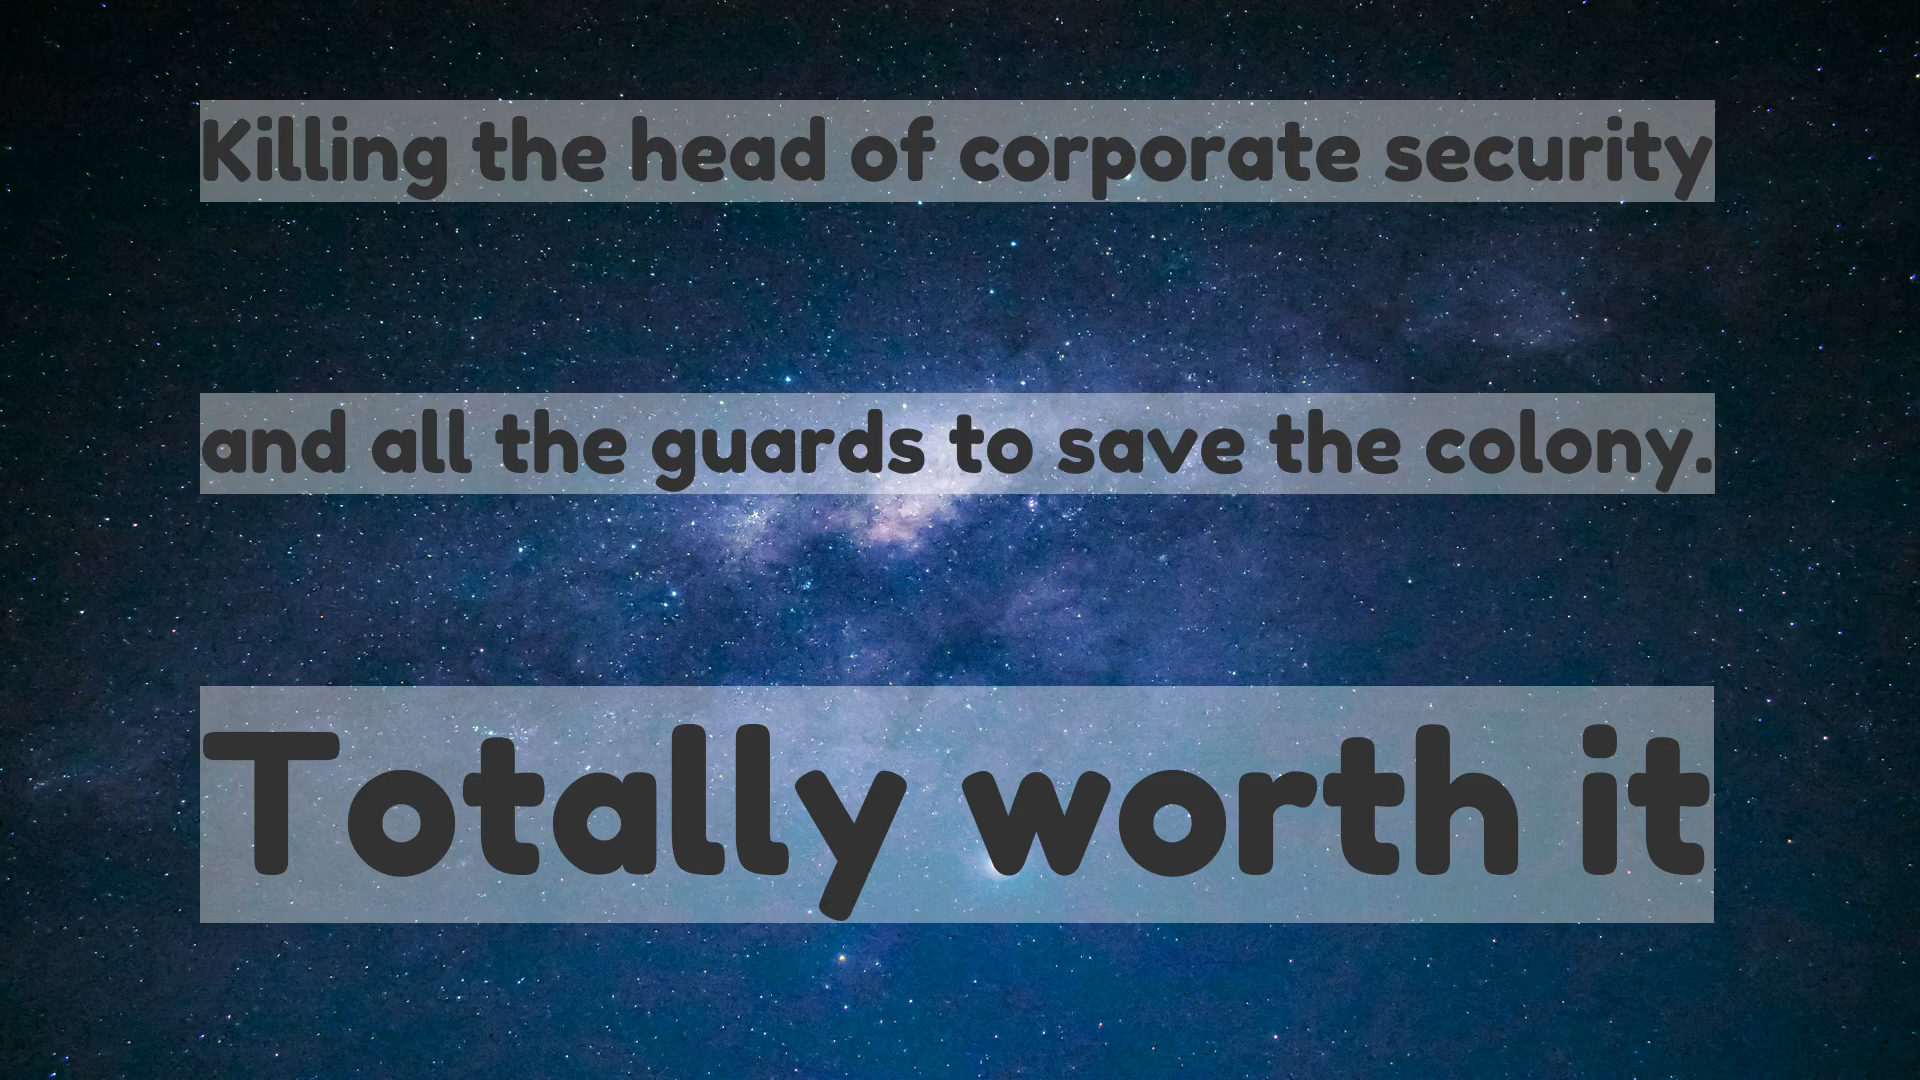 Killing the head of corporate security
and all the guards to save the colony.
Totally worth it